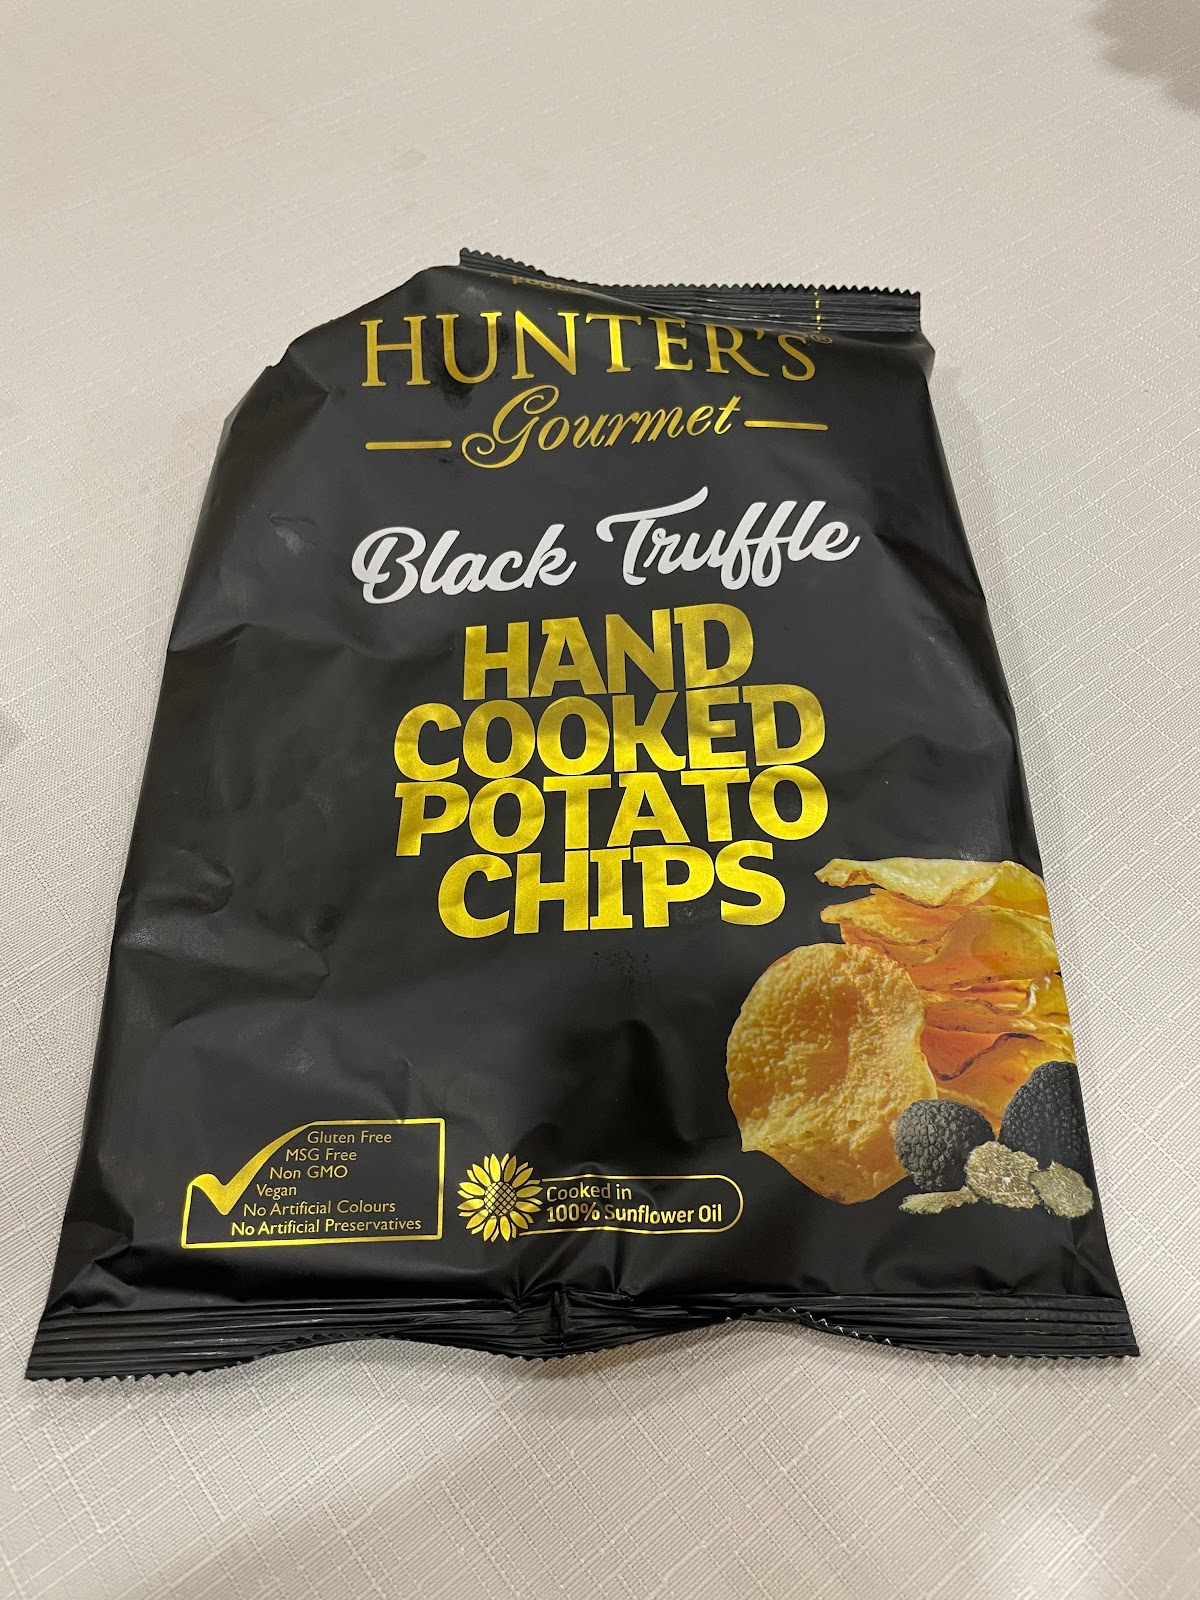 HUNTER'S®
Gourmet
Black Truffle
HAND
COOKED
POTATO
CHIPS
Gluten Free
MSG Free
Non GMO
Vegan
No Artificial Colours
No Artificial Preservatives
Cooked in
100% Sunflower Oil